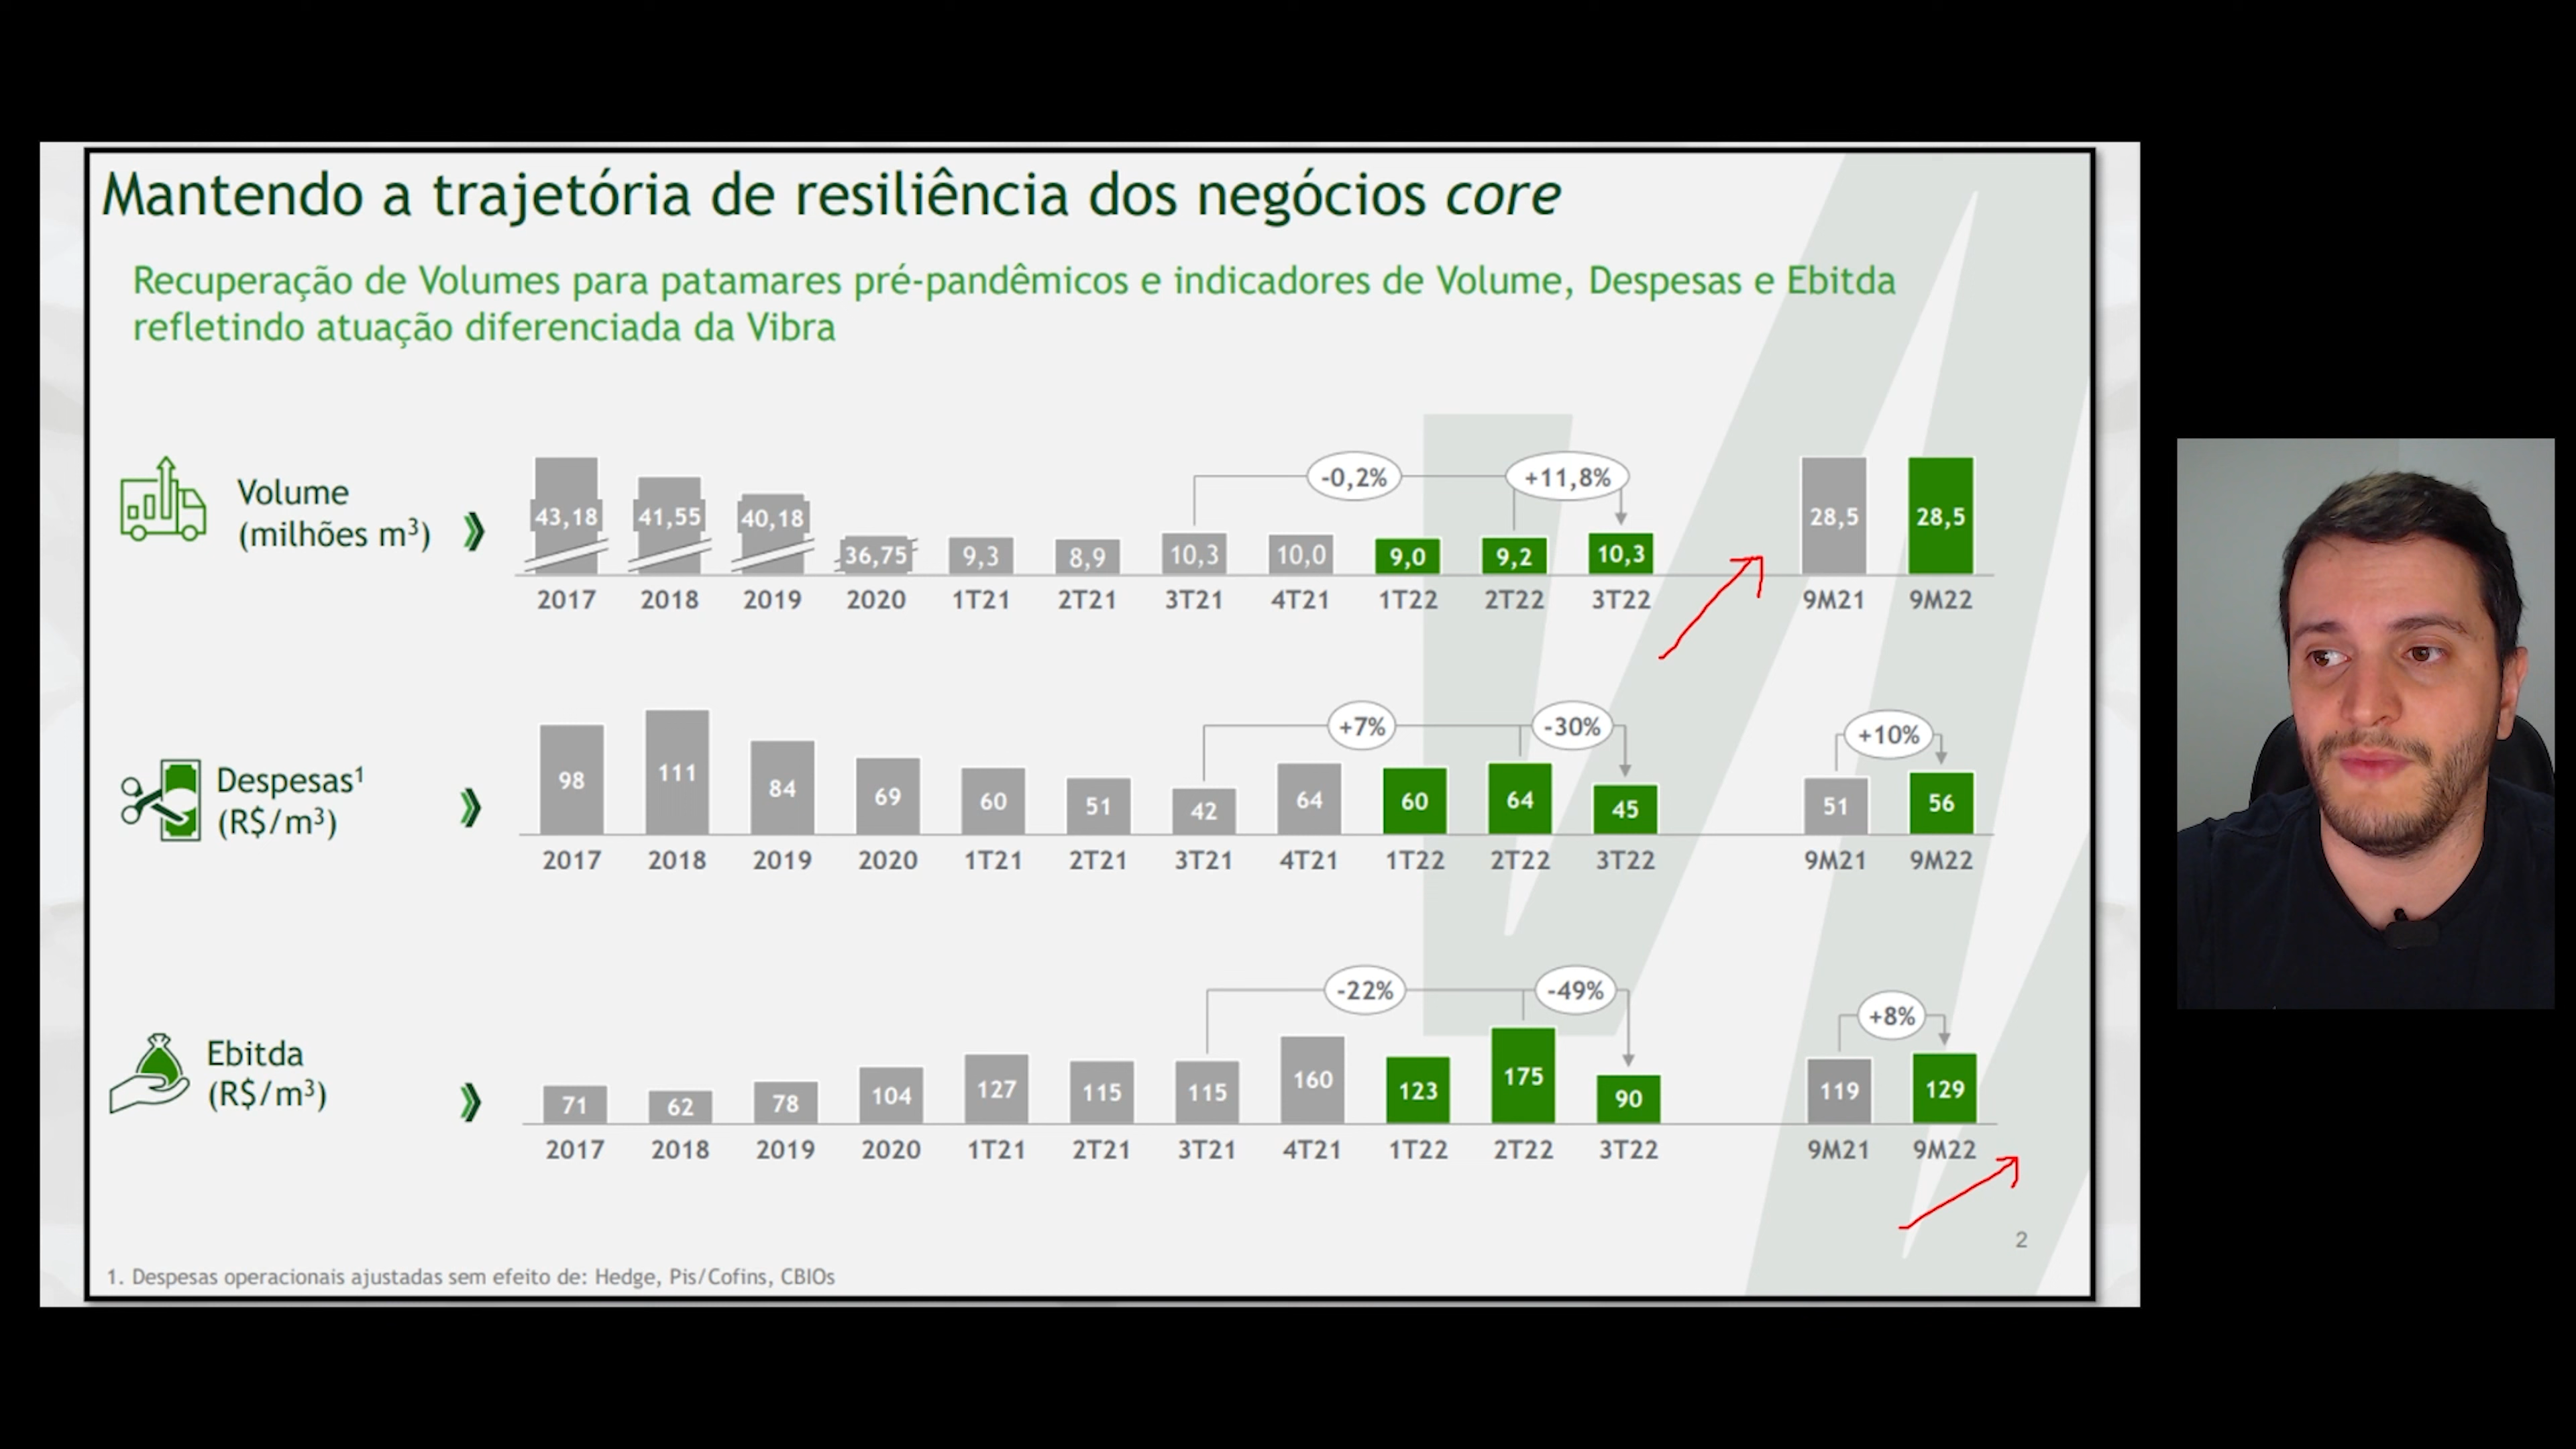 Mantendo a trajetória de resiliência dos negócios core
Recuperação de Volumes para patamares pré-pandêmicos e indicadores de Volume, Despesas e Ebitda
refletindo atuação diferenciada da Vibra
Volume
(milhões m³)
-0,2% +11,8%
43,18 41,55 40,18 36,75 9,3 8,9 10,3 10,0 9,0 9,2 10,3 28,5 28,5
2017 2018 2019 2020 1T21 2T21 3T21 4T21 1T22 2T22 3T22 9M21 9M22
Despesas¹
(R$/m³)
+7% -30% +10%
98 111 84 69 60 51 42 64 60 64 45 51 56
2017 2018 2019 2020 1T21 2T21 3T21 4T21 1T22 2T22 3T22 9M21 9M22
Ebitda
(R$/m³)
-22% -49% +8%
71 62 78 104 127 115 115 160 123 175 90 119 129
2017 2018 2019 2020 1T21 2T21 3T21 4T21 1T22 2T22 3T22 9M21 9M22
2
1. Despesas operacionais ajustadas sem efeito de: Hedge, Pis/Cofins, CBIOs